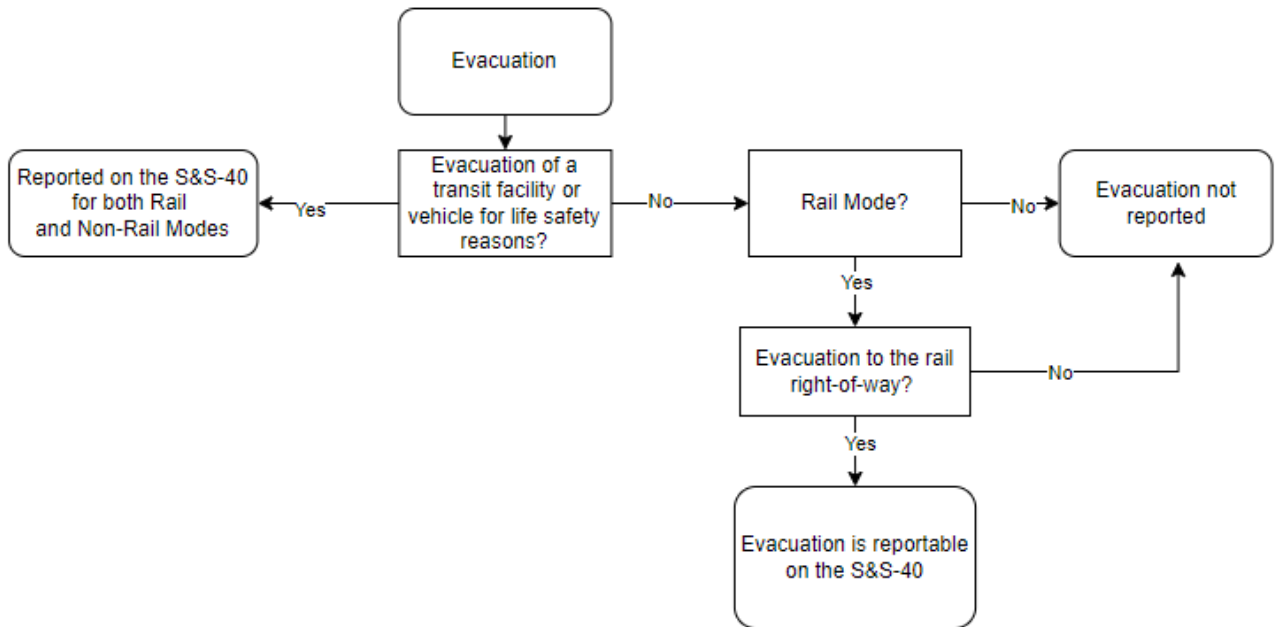 Evacuation
Reported on the S&S-40
for both Rail
and Non-Rail Modes
Yes
Evacuation of a
transit facility or
vehicle for life safety
reasons?
No
Rail Mode?
No
Evacuation not
reported
Yes
Evacuation to the rail
right-of-way?
No
Yes
Evacuation is reportable
on the S&S-40